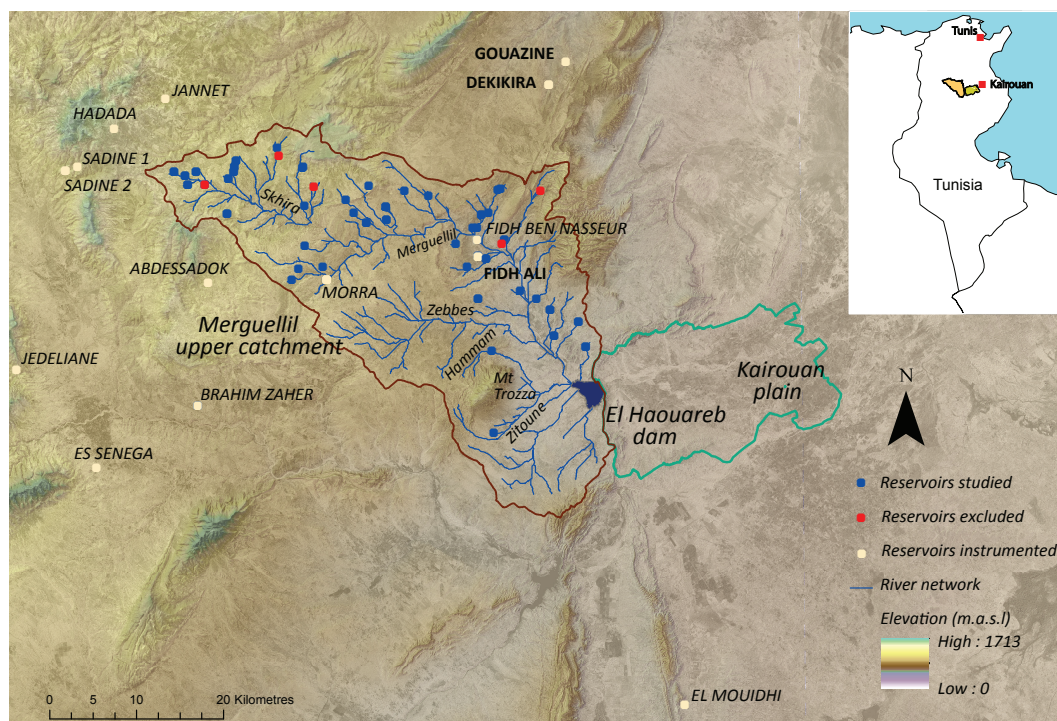 Tunis
Kairouan
Tunisia
GOUAZINE
DEKIKIRA
JANNET
HADADA
SADINE 1
SADINE 2
Skhira
Merguellil
FIDH BEN NASSEUR
FIDH ALI
ABDESSADOK
MORRA
Zebbes
Merguellil
upper catchment
Hammam
JEDELIANE
Mt
Trozza
BRAHIM ZAHER
Zitoune
Kairouan
plain
El Haouareb
dam
ES SENEGA
N
Reservoirs studied
Reservoirs excluded
Reservoirs instrumented
River network
Elevation (m.a.s.l)
High : 1713
Low : 0
EL MOUIDHI
0 5 10 20 Kilometres